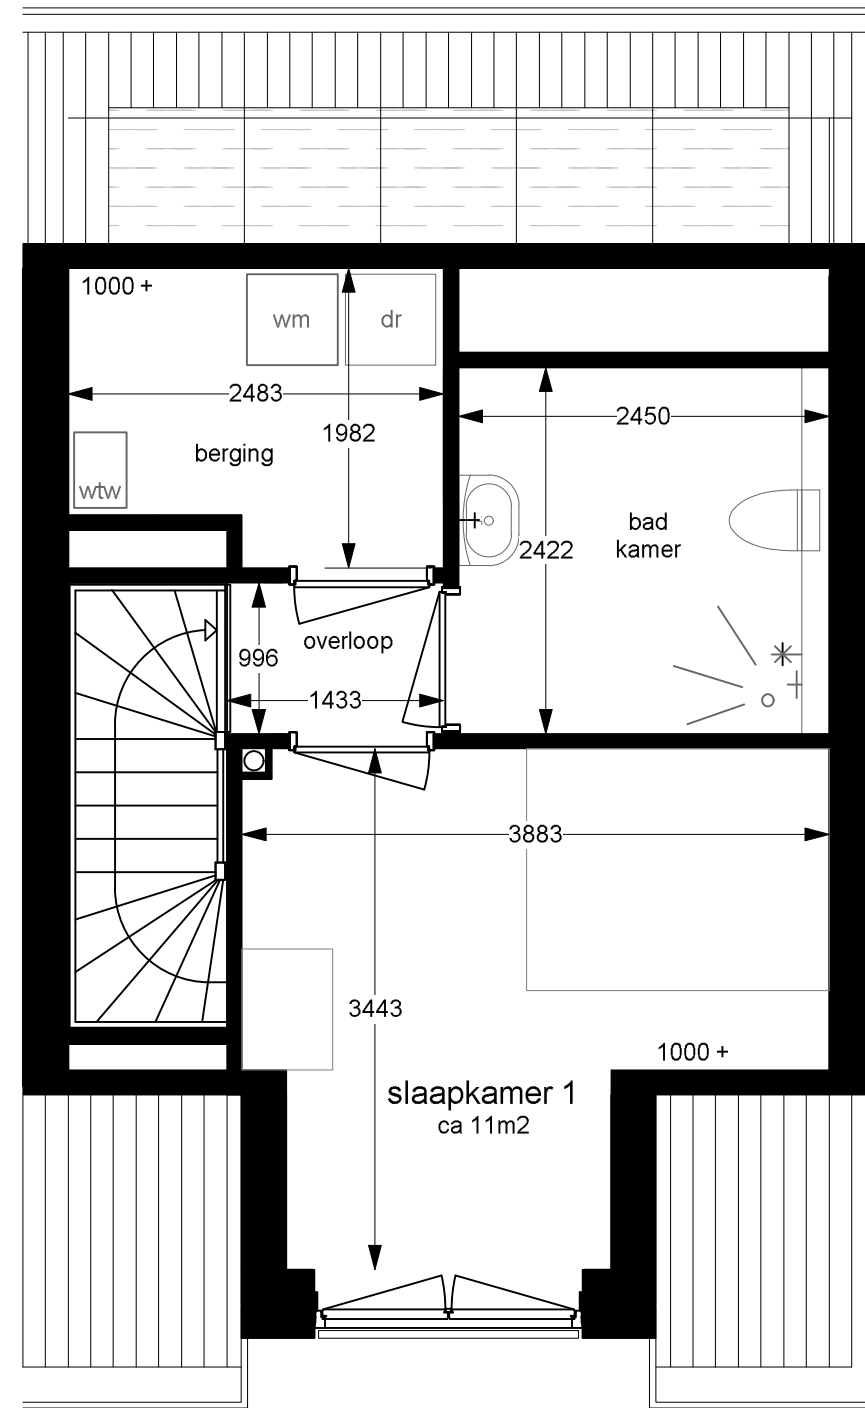 1000 +
wm
dr
2483
1982
2450
berging
wtw
bad
kamer
2422
overloop
996
1433
3883
3443
1000 +
slaapkamer 1
ca 11m2